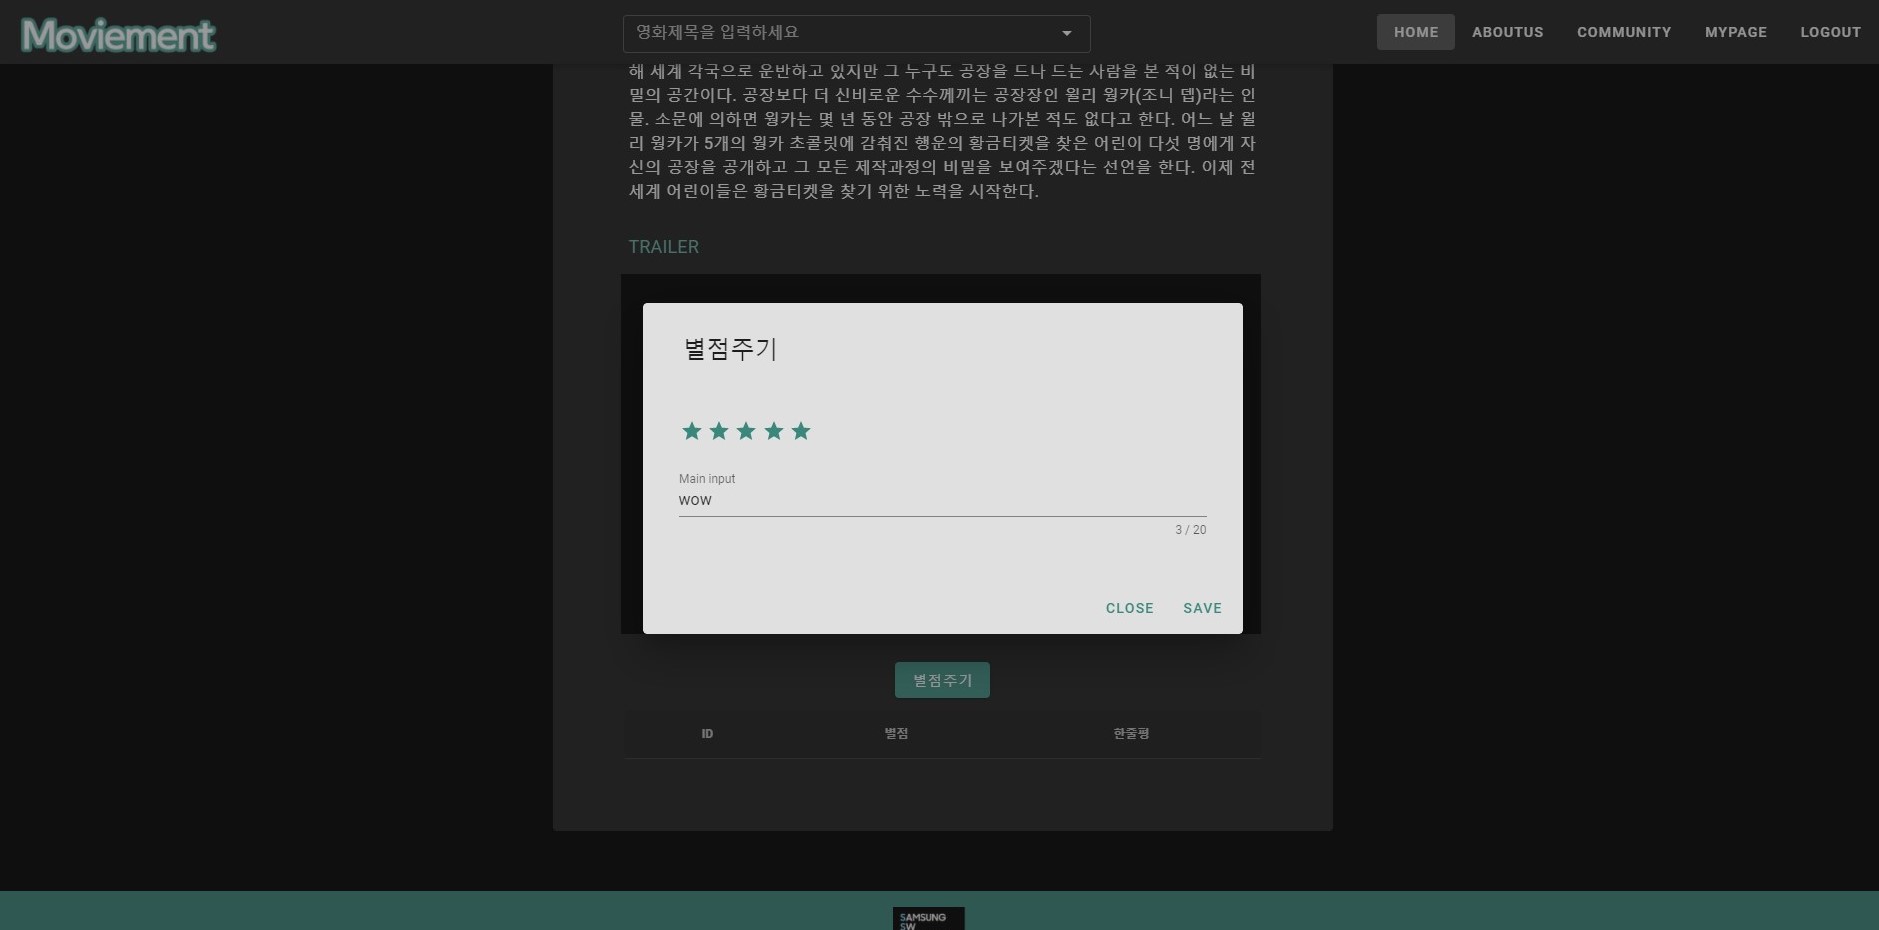 Moviement
영화제목을 입력하세요
HOME
ABOUTUS
COMMUNITY
MYPAGE
LOGOUT
해 세계 각국으로 운반하고 있지만 그 누구도 공장을 드나 드는 사람을 본 적이 없는 비
밀의 공간이다. 공장보다 더 신비로운 수수께끼는 공장장인 윌리 웡카(조니 뎁)라는 인
물. 소문에 의하면 웡카는 몇 년 동안 공장 밖으로 나가본 적도 없다고 한다. 어느 날 윌
리 웡카가 5개의 웡카 초콜릿에 감춰진 행운의 황금티켓을 찾은 어린이 다섯 명에게 자
신의 공장을 공개하고 그 모든 제작과정의 비밀을 보여주겠다는 선언을 한다. 이제 전
세계 어린이들은 황금티켓을 찾기 위한 노력을 시작한다.
TRAILER
별점주기
Main input
wow
3 / 20
CLOSE
SAVE
별점주기
ID
별점
한줄평
SAMSUNG
SW